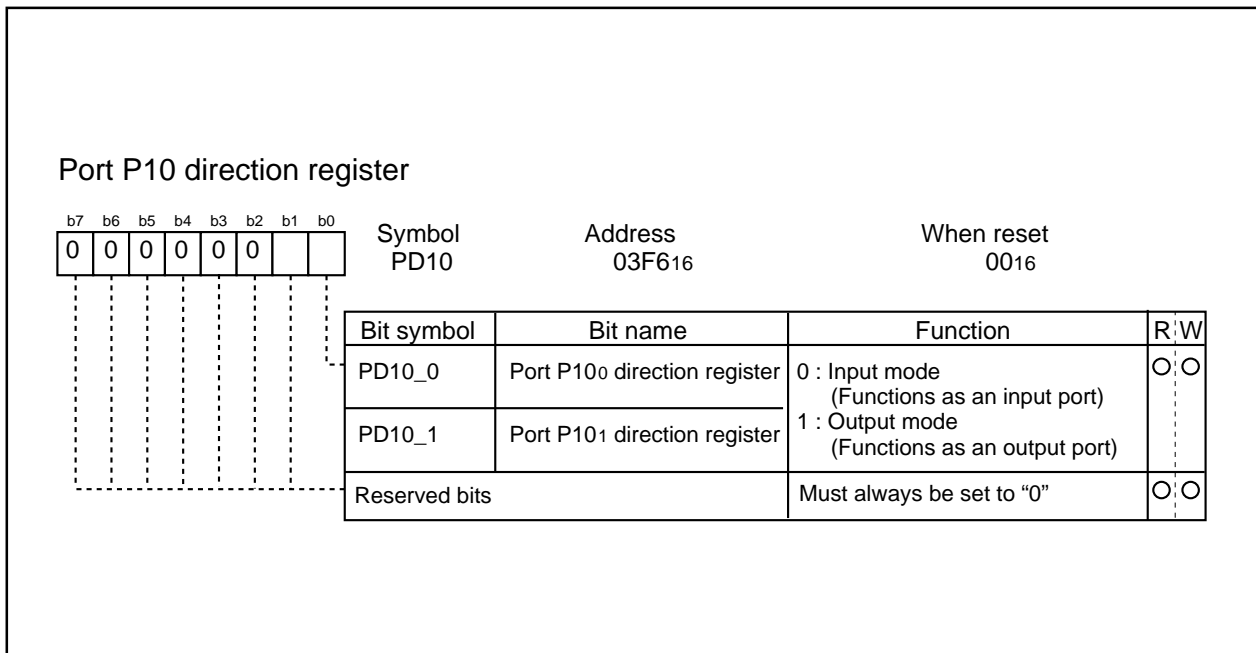 Port P10 direction register
b7 b6 b5 b4 b3 b2 b1 b0
0 0 0 0 0 0
Symbol Address When reset
PD10 03F616 0016
Bit symbol Bit name Function R W
PD10_0 Port P100 direction register 0 : Input mode
(Functions as an input port)
1 : Output mode
PD10_1 Port P101 direction register (Functions as an output port)
Reserved bits Must always be set to “0”